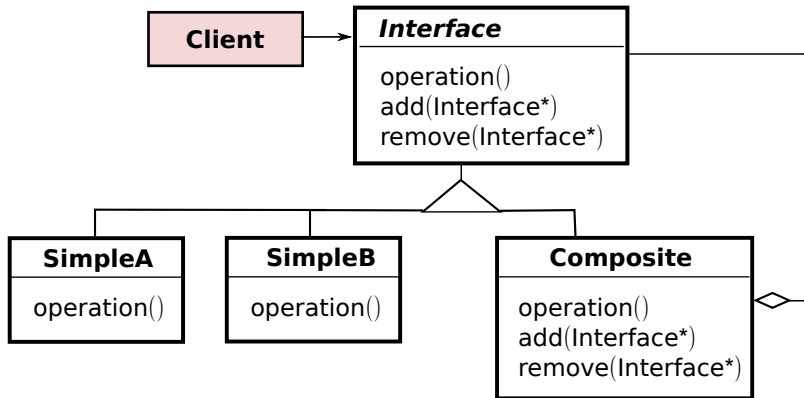 Client
Interface
operation()
add(Interface*)
remove(Interface*)
SimpleA
operation()
SimpleB
operation()
Composite
operation()
add(Interface*)
remove(Interface*)